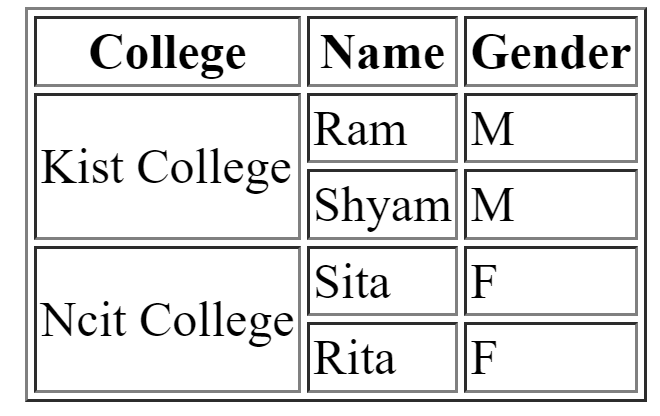 College Name Gender
Kist College Ram M
Shyam M
Ncit College Sita F
Rita F